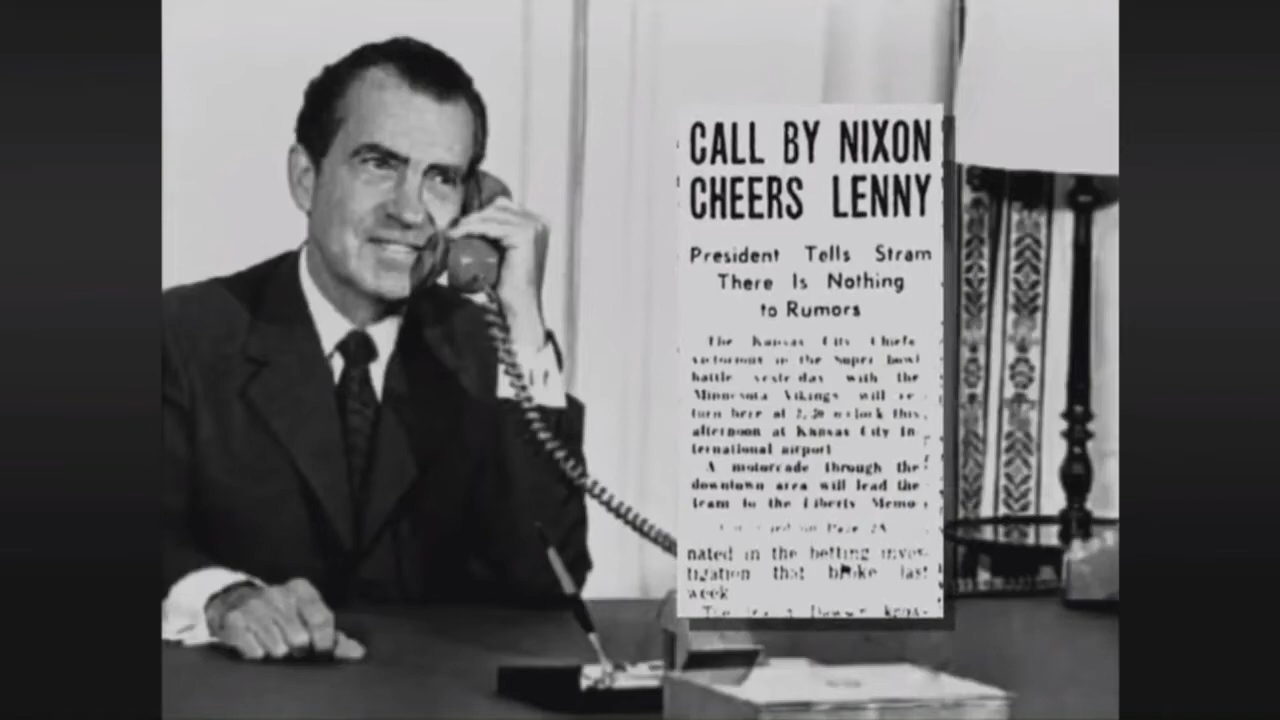 CALL BY NIXON
CHEERS LENNY
President Tells Stram
There Is Nothing
to Rumors
The Kansas City Chiefs
victorious in the Super bowl
battle yesterday with the
Minnesota Vikings will re-
turn here at o'clock this
afternoon at Kansas City In-
ternational airport
A motorcade through the
downtown area will lead the
team to the Liberty Memo-
nated in the betting inves-
tigation that broke last
week